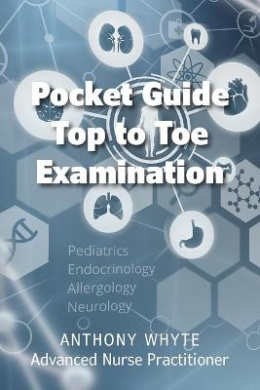 Pocket Guide
Top to Toe
Examination
Pediatrics
Endocrinology
Allergology
Neurology
ANTHONY WHYTE
Advanced Nurse Practitioner